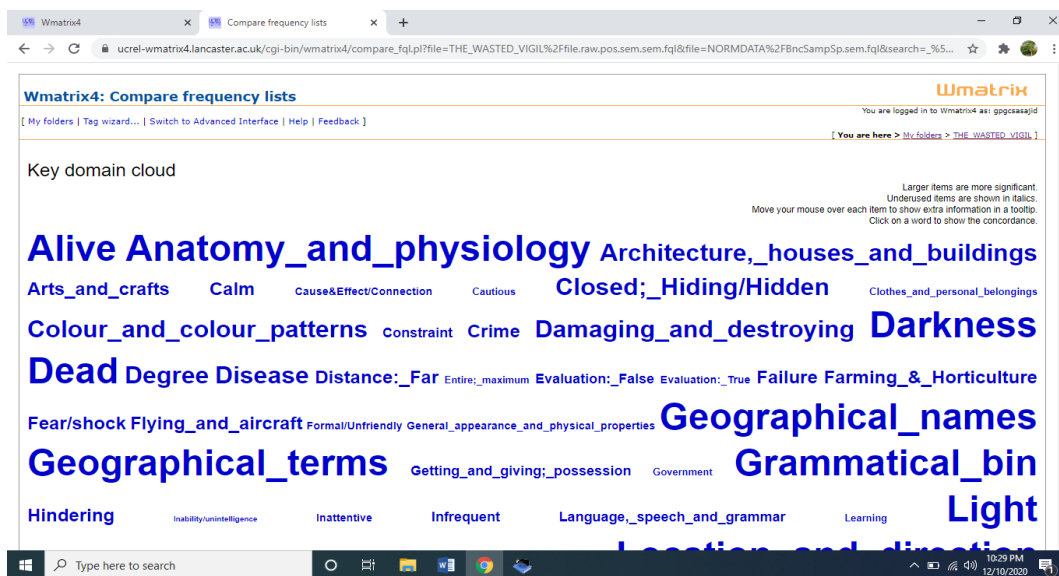 Wmatrix4
Compare frequency lists
ucrel-wmatrix4.lancaster.ac.uk/cgi-bin/wmatrix4/compare_fql.pl?file=THE_WASTED_VIGIL%2Ffile.raw.pos.sem.sem.fql&file=NORMDATA%2FBncSampSp.sem.fql&search=_%5...
Wmatrix
Wmatrix4: Compare frequency lists
You are logged in to Wmatrix4 as: gpgcsasajid
[ My folders | Tag wizard... | Switch to Advanced Interface | Help | Feedback ]
[ You are here > My folders > THE_WASTED_VIGIL ]
Key domain cloud
Larger items are more significant.
Underused items are shown in italics.
Move your mouse over each item to show extra information in a tooltip.
Click on a word to show the concordance.
Alive Anatomy_and_physiology Architecture,_houses_and_buildings
Arts_and_crafts Calm Cause&Effect/Connection Cautious Closed;_Hiding/Hidden Clothes_and_personal_belongings
Colour_and_colour_patterns Constraint Crime Damaging_and_destroying Darkness
Dead Degree Disease Distance:_Far Entire;_maximum Evaluation:_False Evaluation:_True Failure Farming_&_Horticulture
Fear/shock Flying_and_aircraft Formal/Unfriendly General_appearance_and_physical_properties Geographical_names
Geographical_terms Getting_and_giving;_possession Government Grammatical_bin
Hindering Inability/unintelligence Inattentive Infrequent Language,_speech_and_grammar Learning Light
Location_and_direction
Type here to search
10:29 PM
12/10/2020